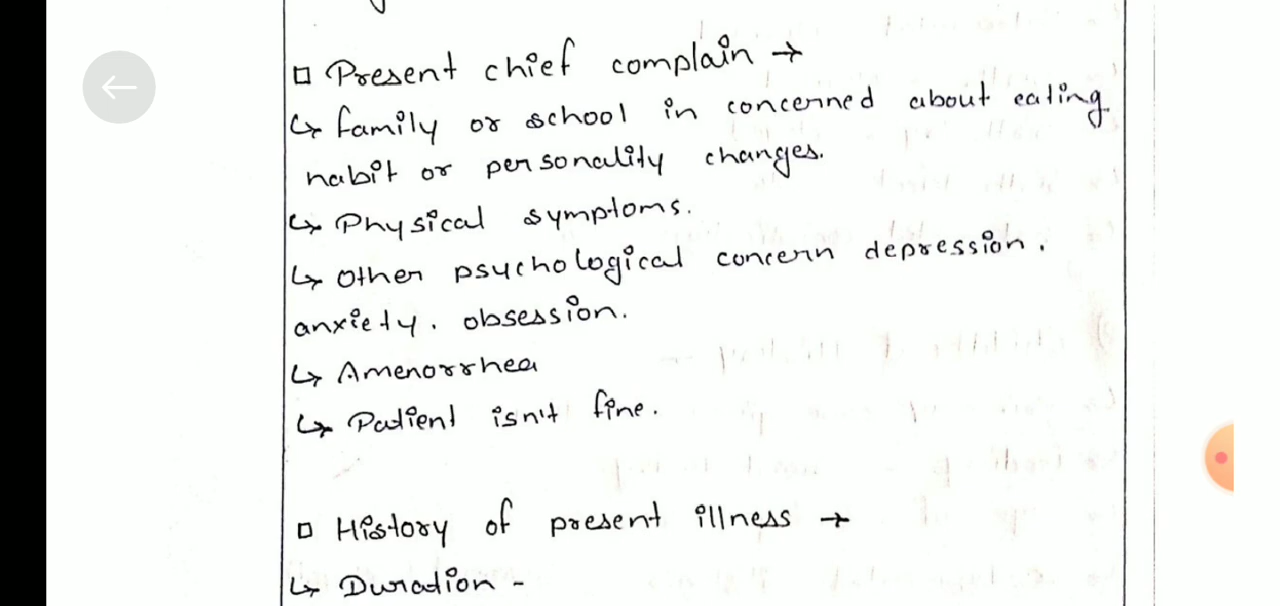 □ Present chief complain →
↳ family or school in concerned about eating
habit or personality changes.
↳ Physical symptoms.
↳ Other psychological concern depression.
anxiety. obsession.
↳ Amenorrhea
↳ Patient isn't fine.
□ History of present illness →
↳ Duration -